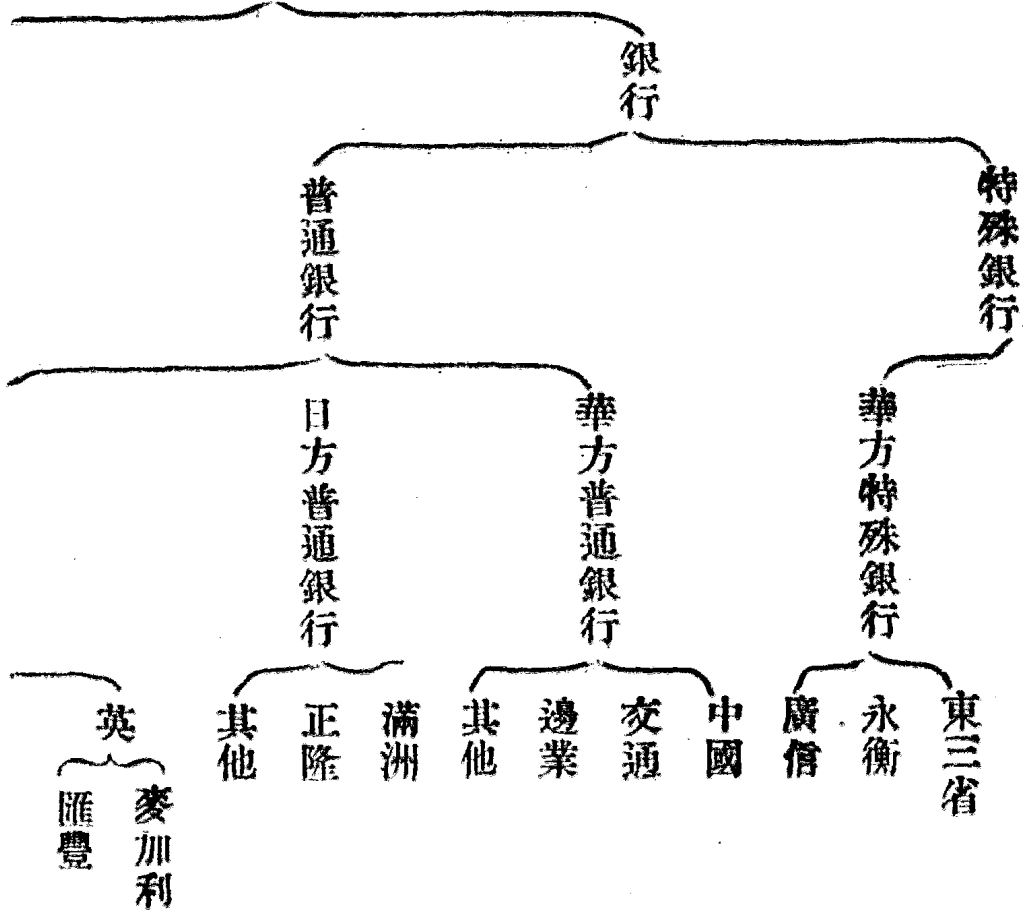 銀行
特殊銀行
普通銀行
華方特殊銀行
華方普通銀行
日方普通銀行
東三省
永衡
廣信
中國
交通
邊業
其他
滿洲
正隆
其他
英
麥加利
匯豐